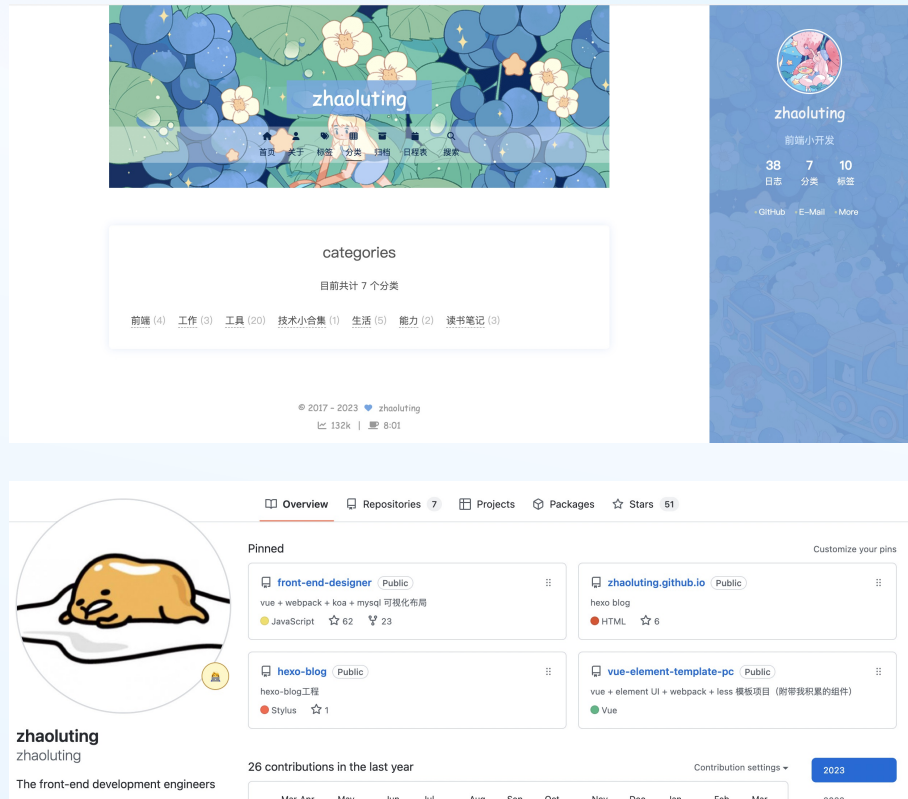 zhaoluting
首页 关于 标签 分类 归档 日程表 搜索
categories
目前共计 7 个分类
前端 (4) 工作 (3) 工具 (20) 技术小合集 (1) 生活 (5) 能力 (2) 读书笔记 (3)
© 2017 – 2023 zhaoluting
132k | 8:01
zhaoluting
前端小开发
38 7 10
日志 分类 标签
GitHub E-Mail More
Overview Repositories 7 Projects Packages Stars 51
zhaoluting
zhaoluting
The front-end development engineers
Pinned Customize your pins
front-end-designer Public
vue + webpack + koa + mysql 可视化布局
JavaScript 62 23
zhaoluting.github.io Public
hexo blog
HTML 6
hexo-blog Public
hexo-blog工程
Stylus 1
vue-element-template-pc Public
vue + element UI + webpack + less 模板项目（附带我积累的组件）
Vue
26 contributions in the last year Contribution settings
2023